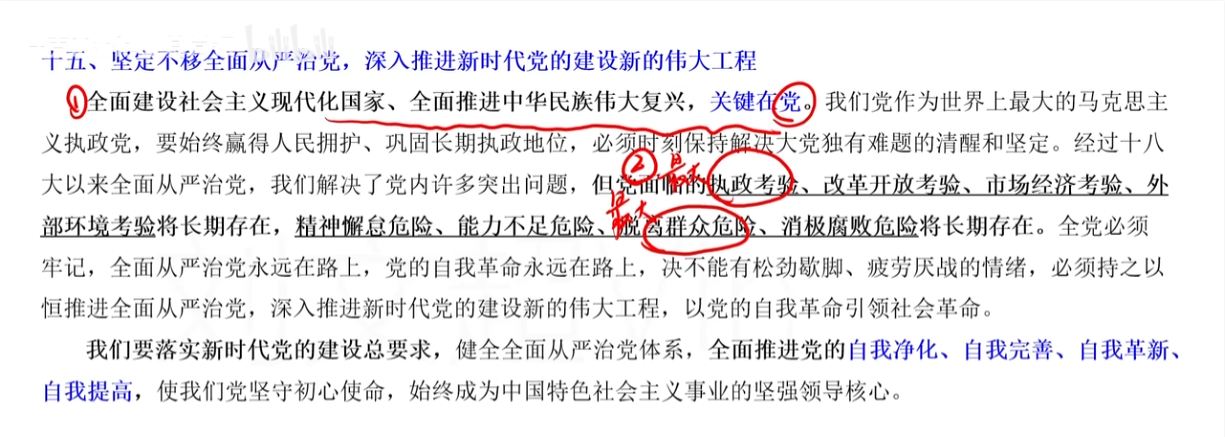 十五、坚定不移全面从严治党，深入推进新时代党的建设新的伟大工程
①全面建设社会主义现代化国家、全面推进中华民族伟大复兴，关键在党。我们党作为世界上最大的马克思主
义执政党，要始终赢得人民拥护、巩固长期执政地位，必须时刻保持解决大党独有难题的清醒和坚定。经过十八
② 最大
大以来全面从严治党，我们解决了党内许多突出问题，但党面临的执政考验、改革开放考验、市场经济考验、外
最大
部环境考验将长期存在，精神懈怠危险、能力不足危险、脱离群众危险、消极腐败危险将长期存在。全党必须
牢记，全面从严治党永远在路上，党的自我革命永远在路上，决不能有松劲歇脚、疲劳厌战的情绪，必须持之以
恒推进全面从严治党，深入推进新时代党的建设新的伟大工程，以党的自我革命引领社会革命。
我们要落实新时代党的建设总要求，健全全面从严治党体系，全面推进党的自我净化、自我完善、自我革新、
自我提高，使我们党坚守初心使命，始终成为中国特色社会主义事业的坚强领导核心。